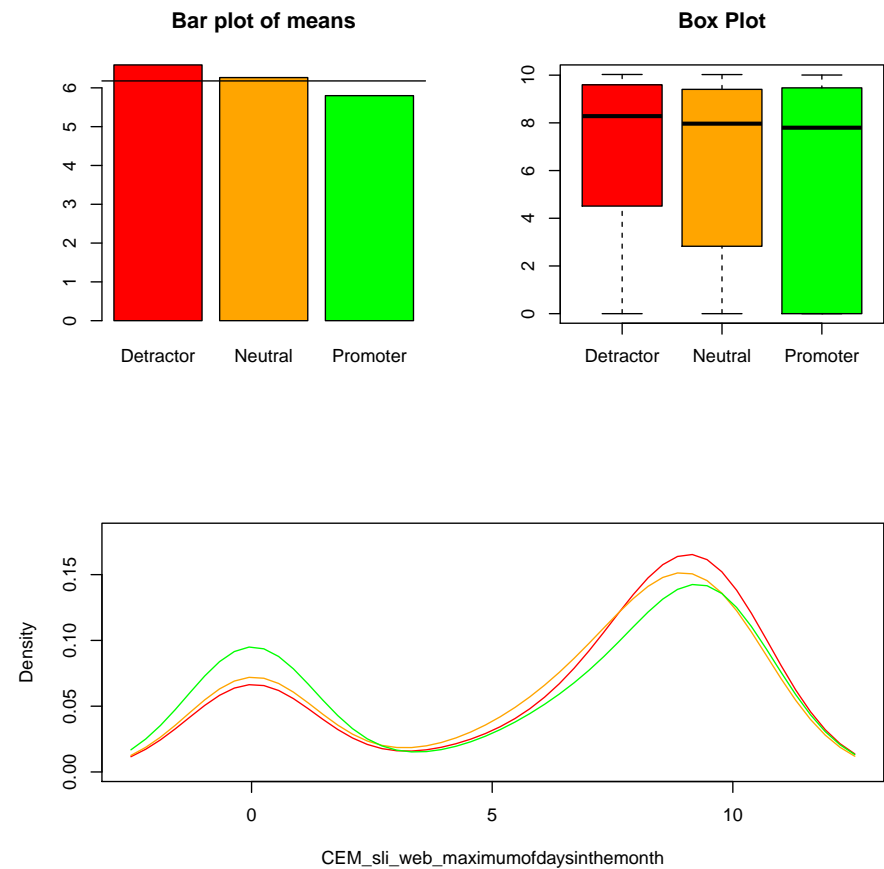 Bar plot of means
0
1
2
3
4
5
6
Detractor Neutral Promoter
Box Plot
0
2
4
6
8
10
Detractor Neutral Promoter
Density
0.00
0.05
0.10
0.15
0 5 10
CEM_sli_web_maximumofdaysinthemonth